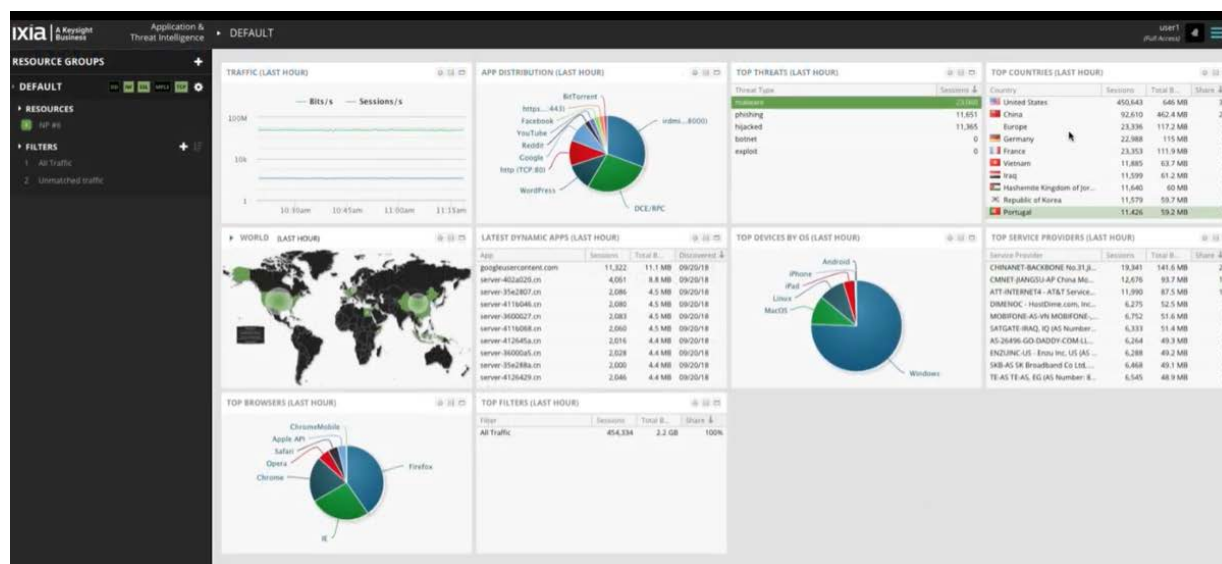 ixia A Keysight Business
Application & Threat Intelligence
DEFAULT
user1
(Full Access)
RESOURCE GROUPS +
DEFAULT
RESOURCES
NP #6
FILTERS +
1 All Traffic
2 Unmatched traffic
TRAFFIC (LAST HOUR)
Bits/s Sessions/s
100M
10k
1
10:30am 10:45am 11:00am 11:15am
APP DISTRIBUTION (LAST HOUR)
BitTorrent
https...:443)
Facebook
YouTube
Reddit
Google
http (TCP:80)
WordPress
irdmi...8000)
DCE/RPC
TOP THREATS (LAST HOUR)
Threat Type Sessions
malware
phishing 11,651
hijacked 11,365
botnet 0
exploit 0
TOP COUNTRIES (LAST HOUR)
Country Sessions Total B... Share
United States 450,643 646 MB
China 92,610 462.4 MB
Europe 23,336 117.2 MB
Germany 22,988 115 MB
France 23,353 111.9 MB
Vietnam 11,885 63.7 MB
Iraq 11,599 61.2 MB
Hashemite Kingdom of Jor... 11,640 60 MB
Republic of Korea 11,579 59.7 MB
Portugal 11,426 59.2 MB
WORLD (LAST HOUR)
LATEST DYNAMIC APPS (LAST HOUR)
App Sessions Total B... Discovered
googleusercontent.com 11,322 11.1 MB 09/20/18
server-402a020.cn 4,061 8.8 MB 09/20/18
server-35e2807.cn 2,086 4.5 MB 09/20/18
server-411b046.cn 2,080 4.5 MB 09/20/18
server-3600027.cn 2,083 4.5 MB 09/20/18
server-411b068.cn 2,060 4.5 MB 09/20/18
server-412645a.cn 2,016 4.4 MB 09/20/18
server-36000a5.cn 2,028 4.4 MB 09/20/18
server-35e288a.cn 2,000 4.4 MB 09/20/18
server-4126429.cn 2,046 4.4 MB 09/20/18
TOP DEVICES BY OS (LAST HOUR)
Android
iPhone
iPad
Linux
MacOS
Windows
TOP SERVICE PROVIDERS (LAST HOUR)
Service Provider Sessions Total B... Share
CHINANET-BACKBONE No.31,Ji... 19,341 141.6 MB
CMNET-JIANGSU-AP China Mo... 12,676 93.7 MB
ATT-INTERNET4 - AT&T Service... 11,990 87.5 MB
DIMENOC - HostDime.com, Inc... 6,275 52.5 MB
MOBIFONE-AS-VN MOBIFONE-... 6,752 51.6 MB
SATGATE-IRAQ, IQ (AS Number... 6,333 51.4 MB
AS-26496-GO-DADDY-COM-LL... 6,264 49.3 MB
ENZUINC-US - Enzu Inc, US (AS ... 6,288 49.2 MB
SKB-AS SK Broadband Co Ltd, ... 6,468 49.1 MB
TE-AS TE-AS, EG (AS Number: 8... 6,545 48.9 MB
TOP BROWSERS (LAST HOUR)
ChromeMobile
Apple API
Safari
Opera
Chrome
Firefox
IE
TOP FILTERS (LAST HOUR)
Filter Sessions Total B... Share
All Traffic 454,334 2.2 GB 100%